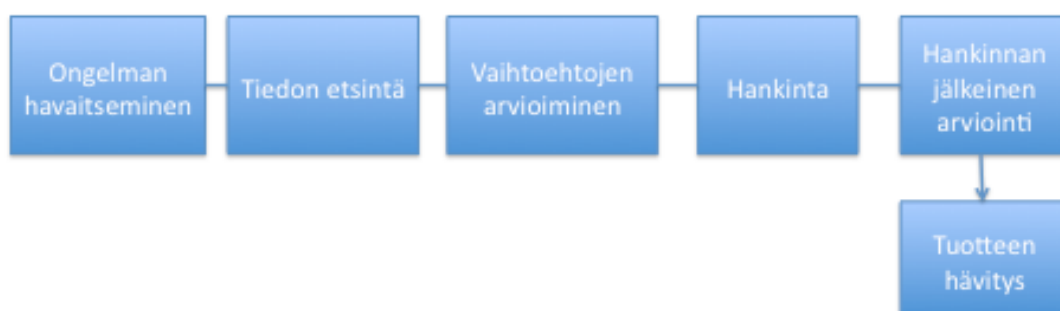 Ongelman
havaitseminen
Tiedon etsintä
Vaihtoehtojen
arvioiminen
Hankinta
Hankinnan
jälkeinen
arviointi
Tuotteen
hävitys